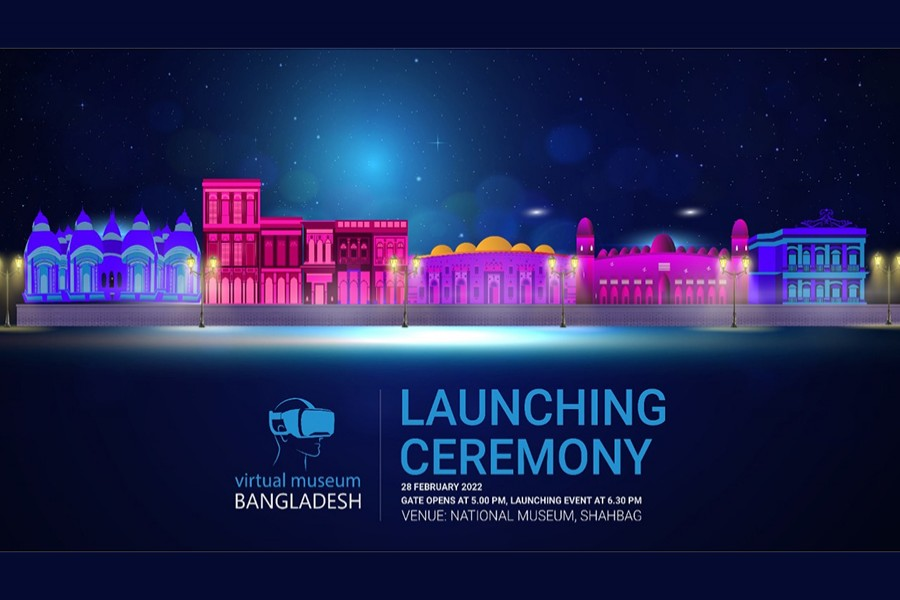 virtual museum
BANGLADESH
LAUNCHING
CEREMONY
28 FEBRUARY 2022
GATE OPENS AT 5.00 PM, LAUNCHING EVENT AT 6.30 PM
VENUE: NATIONAL MUSEUM, SHAHBAG